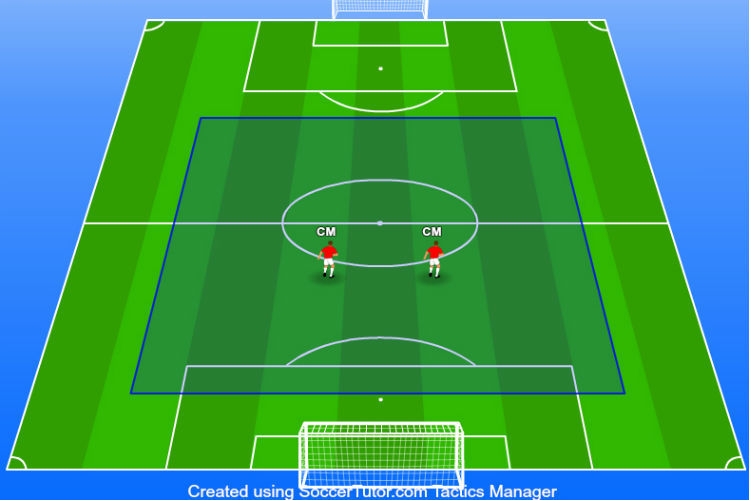 CM CM
Created using SoccerTutor.com Tactics Manager